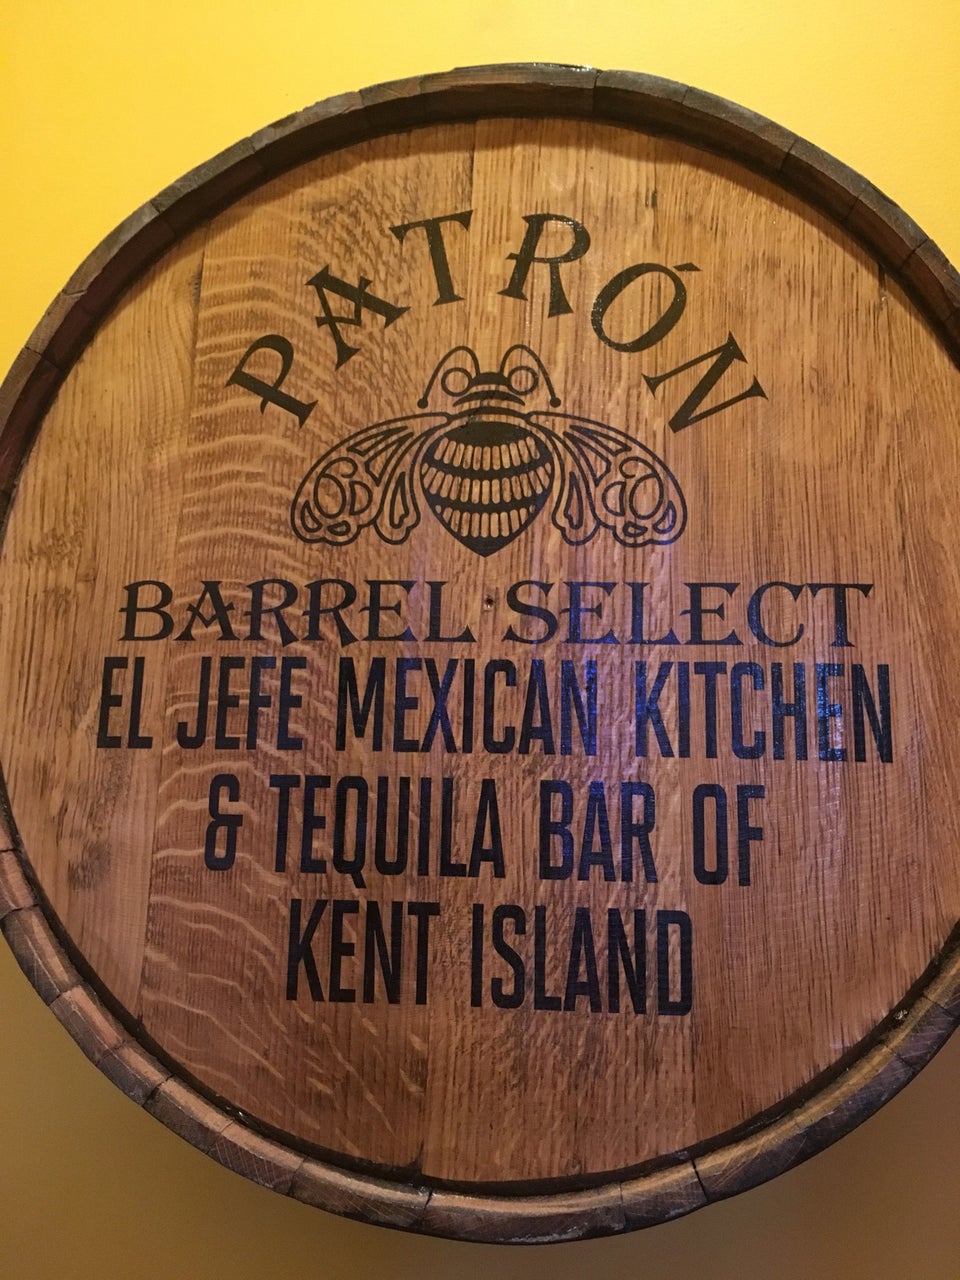 PATRÓN
BARREL SELECT
EL JEFE MEXICAN KITCHEN
& TEQUILA BAR OF
KENT ISLAND